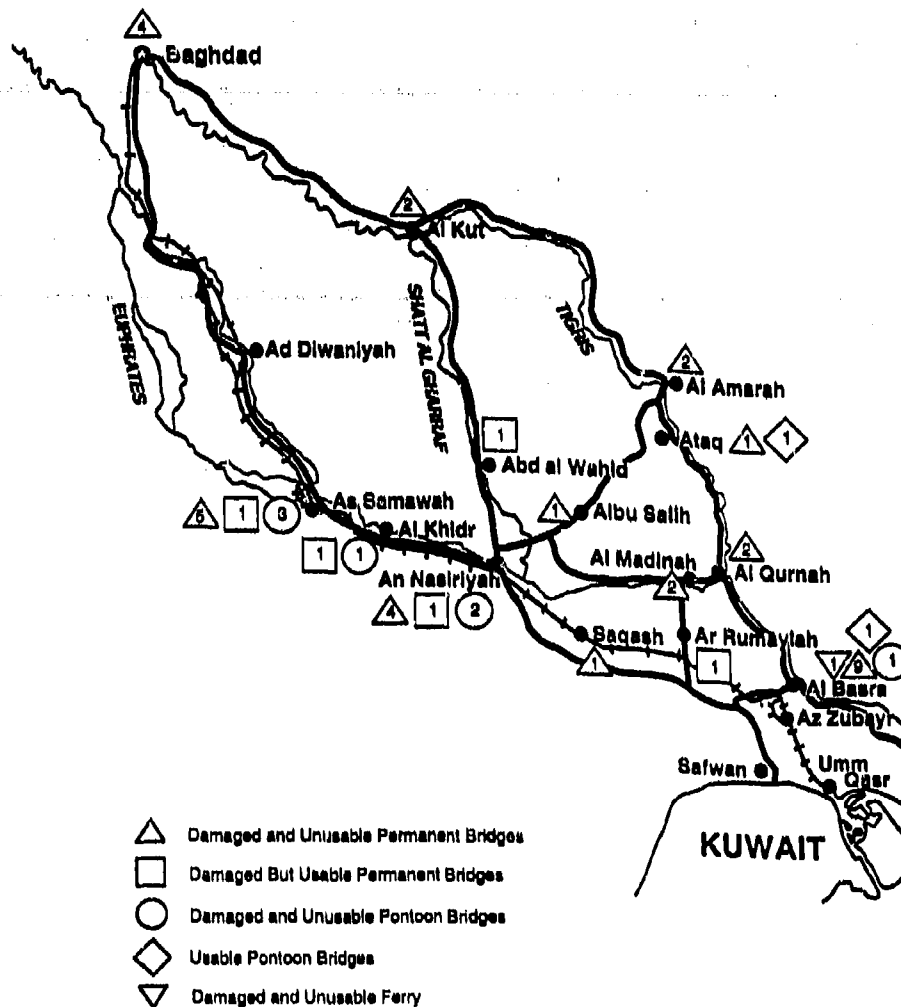 4
Baghdad
2
Al Kut
EUPHRATES
SHATT AL GHARRAF
TIGRIS
Ad Diwaniyah
2
Al Amarah
Ataq 1 1
1
Abd al Wahid
As Samawah
5 1 3
1
Albu Salih
Al Khidr
1 1
Al Madinah
2
Al Qurnah
An Nasiriyah
2
4 1 2
Saqash
Ar Rumaylah
1
1
1
1 9 1
Al Basra
Az Zubayr
Safwan
Umm
Qasr
KUWAIT
Damaged and Unusable Permanent Bridges
Damaged But Usable Permanent Bridges
Damaged and Unusable Pontoon Bridges
Usable Pontoon Bridges
Damaged and Unusable Ferry